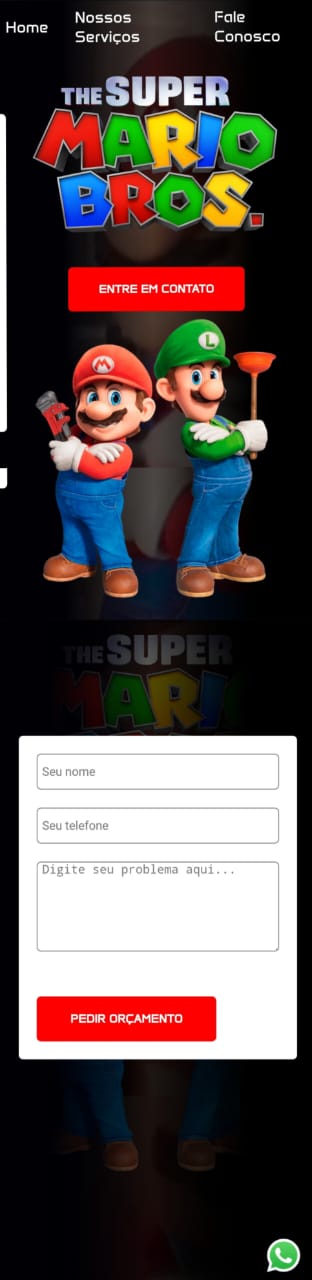 Home
Nossos
Serviços
Fale
Conosco
THE SUPER
MARIO
BROS.
ENTRE EM CONTATO
M
L
THE SUPER
MARIO
Seu nome
Seu telefone
Digite seu problema aqui...
PEDIR ORÇAMENTO